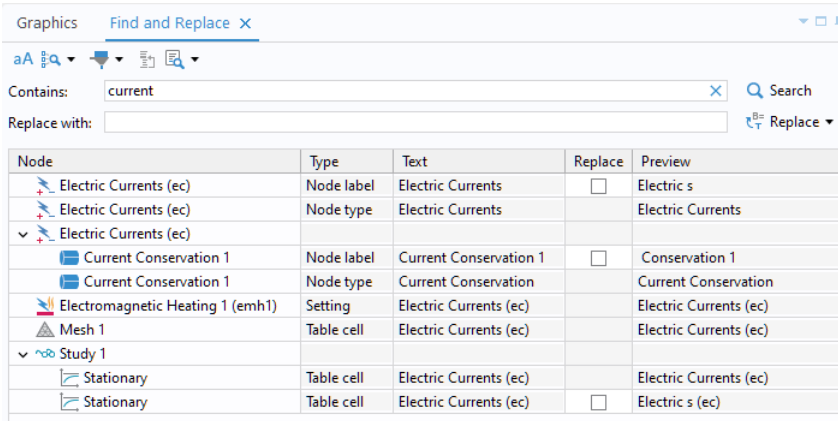 Graphics Find and Replace
aA
Contains: current Search
Replace with: Replace
Node Type Text Replace Preview
Electric Currents (ec) Node label Electric Currents Electric s
Electric Currents (ec) Node type Electric Currents Electric Currents
Electric Currents (ec)
Current Conservation 1 Node label Current Conservation 1 Conservation 1
Current Conservation 1 Node type Current Conservation Current Conservation
Electromagnetic Heating 1 (emh1) Setting Electric Currents (ec) Electric Currents (ec)
Mesh 1 Table cell Electric Currents (ec) Electric Currents (ec)
Study 1
Stationary Table cell Electric Currents (ec) Electric Currents (ec)
Stationary Table cell Electric Currents (ec) Electric s (ec)